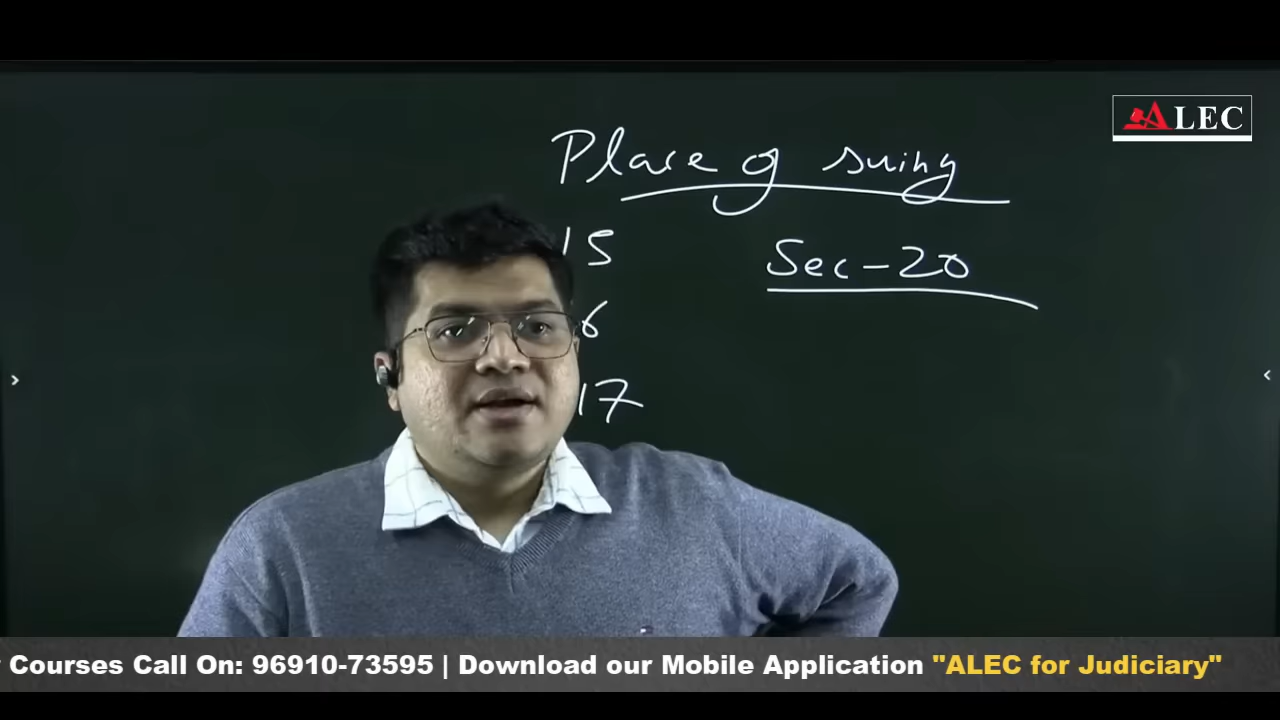 ALEC
Place of suing
15
Sec-20
6
17
Courses Call On: 96910-73595 | Download our Mobile Application "ALEC for Judiciary"